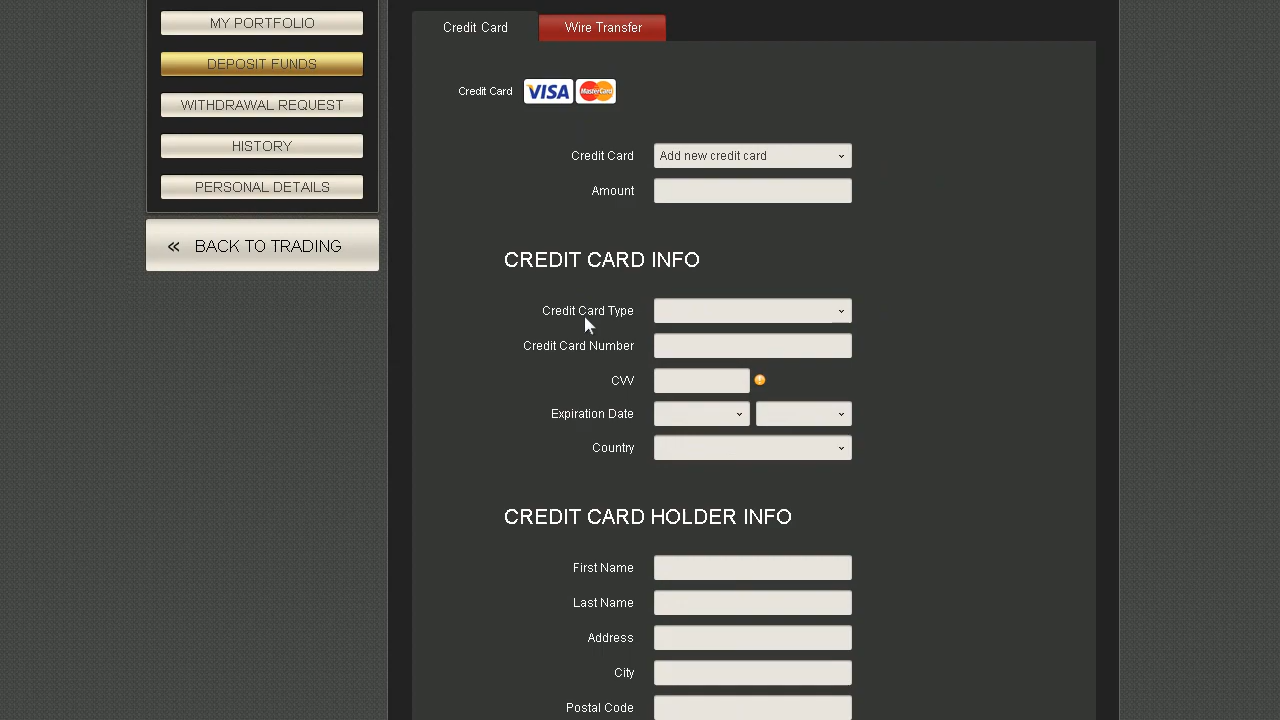 MY PORTFOLIO
DEPOSIT FUNDS
WITHDRAWAL REQUEST
HISTORY
PERSONAL DETAILS
« BACK TO TRADING
Credit Card
Wire Transfer
Credit Card VISA MasterCard
Credit Card Add new credit card
Amount
CREDIT CARD INFO
Credit Card Type
Credit Card Number
CVV
Expiration Date
Country
CREDIT CARD HOLDER INFO
First Name
Last Name
Address
City
Postal Code